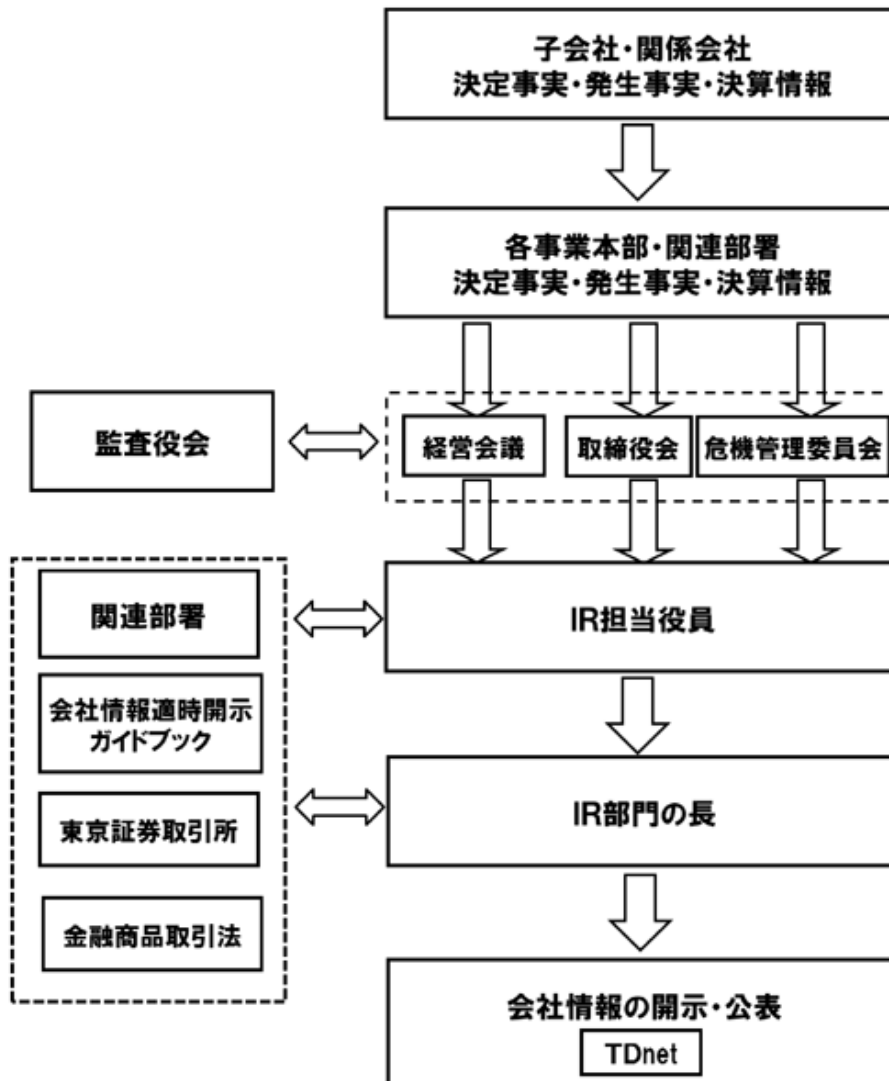 子会社・関係会社
決定事実・発生事実・決算情報
各事業本部・関連部署
決定事実・発生事実・決算情報
監査役会
経営会議
取締役会
危機管理委員会
関連部署
IR担当役員
会社情報適時開示
ガイドブック
東京証券取引所
IR部門の長
金融商品取引法
会社情報の開示・公表
TDnet